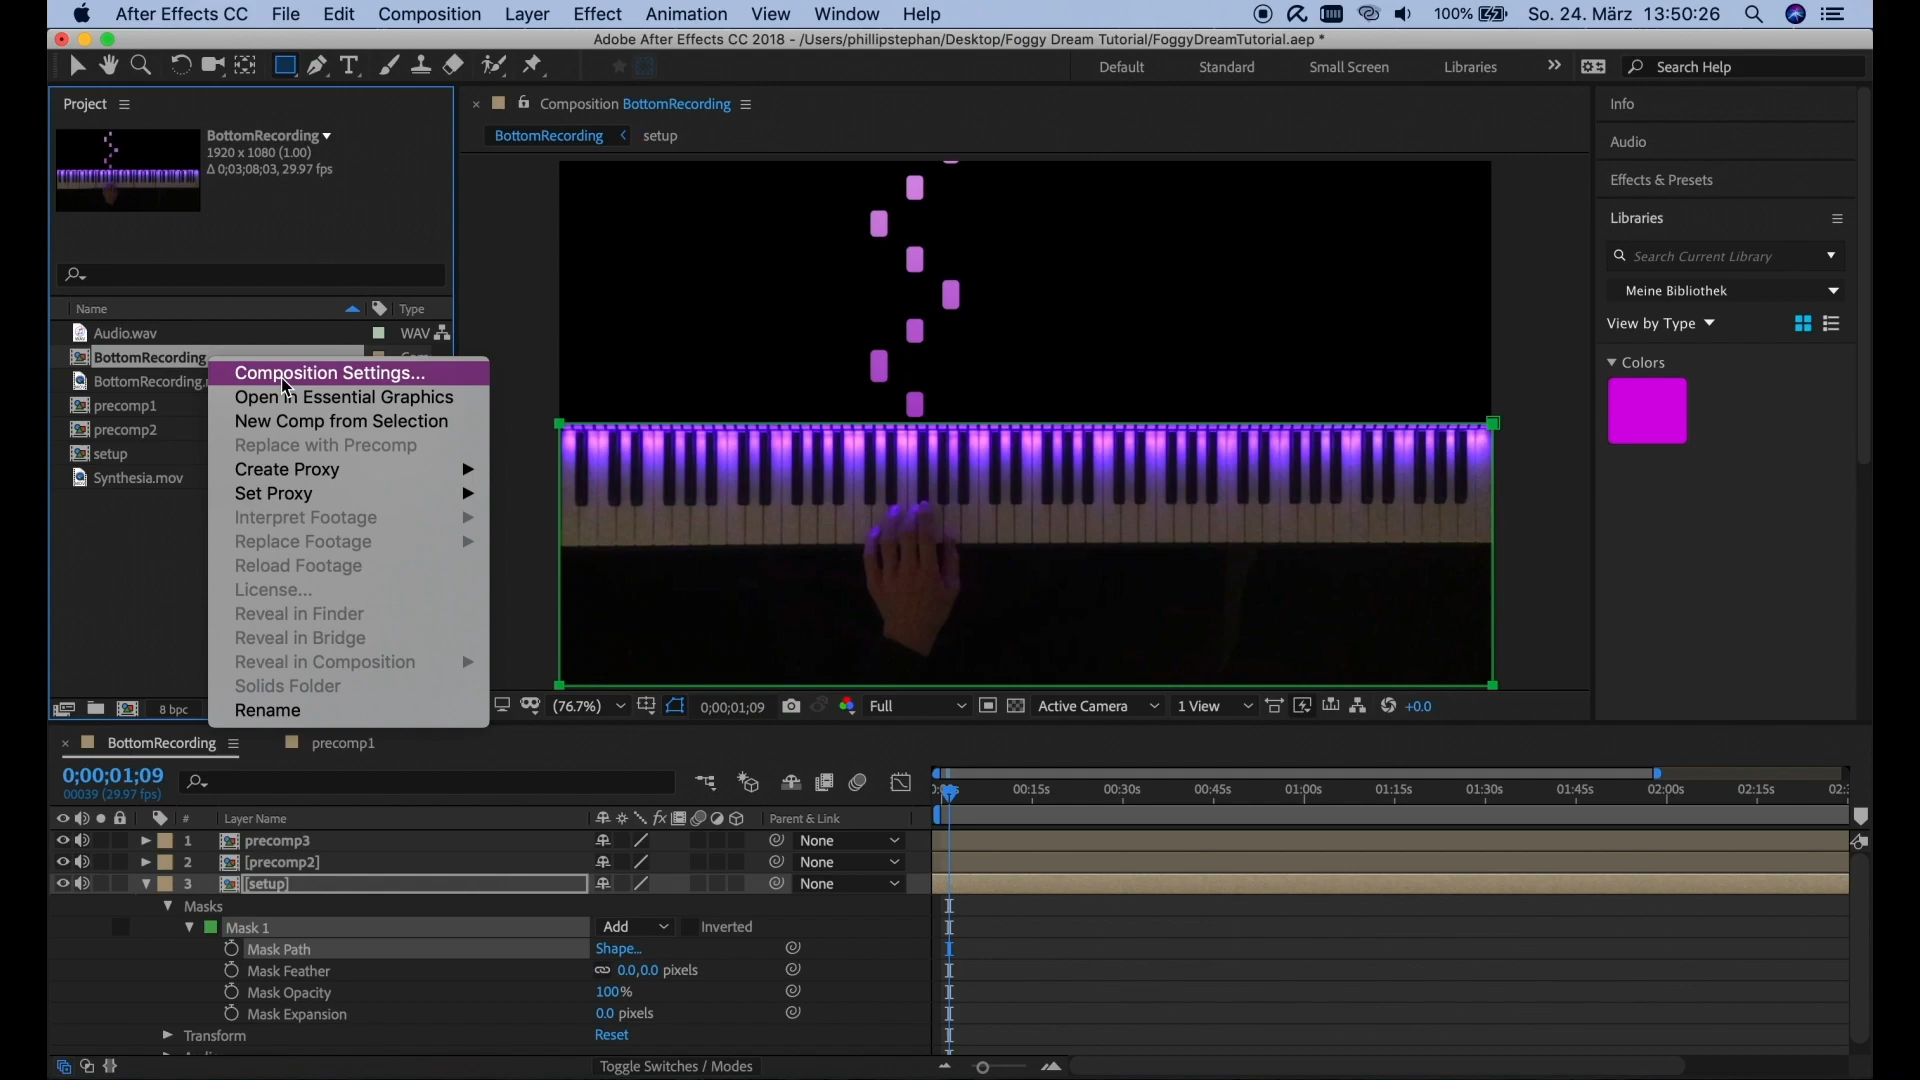 After Effects CC File Edit Composition Layer Effect Animation View Window Help 100% So. 24. März 13:50:26
Adobe After Effects CC 2018 - /Users/phillipstephan/Desktop/Foggy Dream Tutorial/FoggyDreamTutorial.aep *
Default Standard Small Screen Libraries >> Search Help
Project
BottomRecording
1920 x 1080 (1.00)
Δ 0;03;08;03, 29.97 fps
Composition BottomRecording
BottomRecording setup
Info
Audio
Effects & Presets
Libraries
Search Current Library
Meine Bibliothek
View by Type
Colors
Name Type
Audio.wav WAV
BottomRecording
BottomRecording.
precomp1
precomp2
setup
Synthesia.mov
Composition Settings...
Open in Essential Graphics
New Comp from Selection
Replace with Precomp
Create Proxy
Set Proxy
Interpret Footage
Replace Footage
Reload Footage
License...
Reveal in Finder
Reveal in Bridge
Reveal in Composition
Solids Folder
Rename
8 bpc
(76.7%) 0;00;01;09 Full Active Camera 1 View +0.0
BottomRecording precomp1
0;00;01;09
00039 (29.97 fps)
00:15s 00:30s 00:45s 01:00s 01:15s 01:30s 01:45s 02:00s 02:15s
# Layer Name fx Parent & Link
1 precomp3 None
2 [precomp2] None
3 [setup] None
Masks
Mask 1 Add Inverted
Mask Path Shape...
Mask Feather 0.0,0.0 pixels
Mask Opacity 100%
Mask Expansion 0.0 pixels
Transform Reset
Toggle Switches / Modes